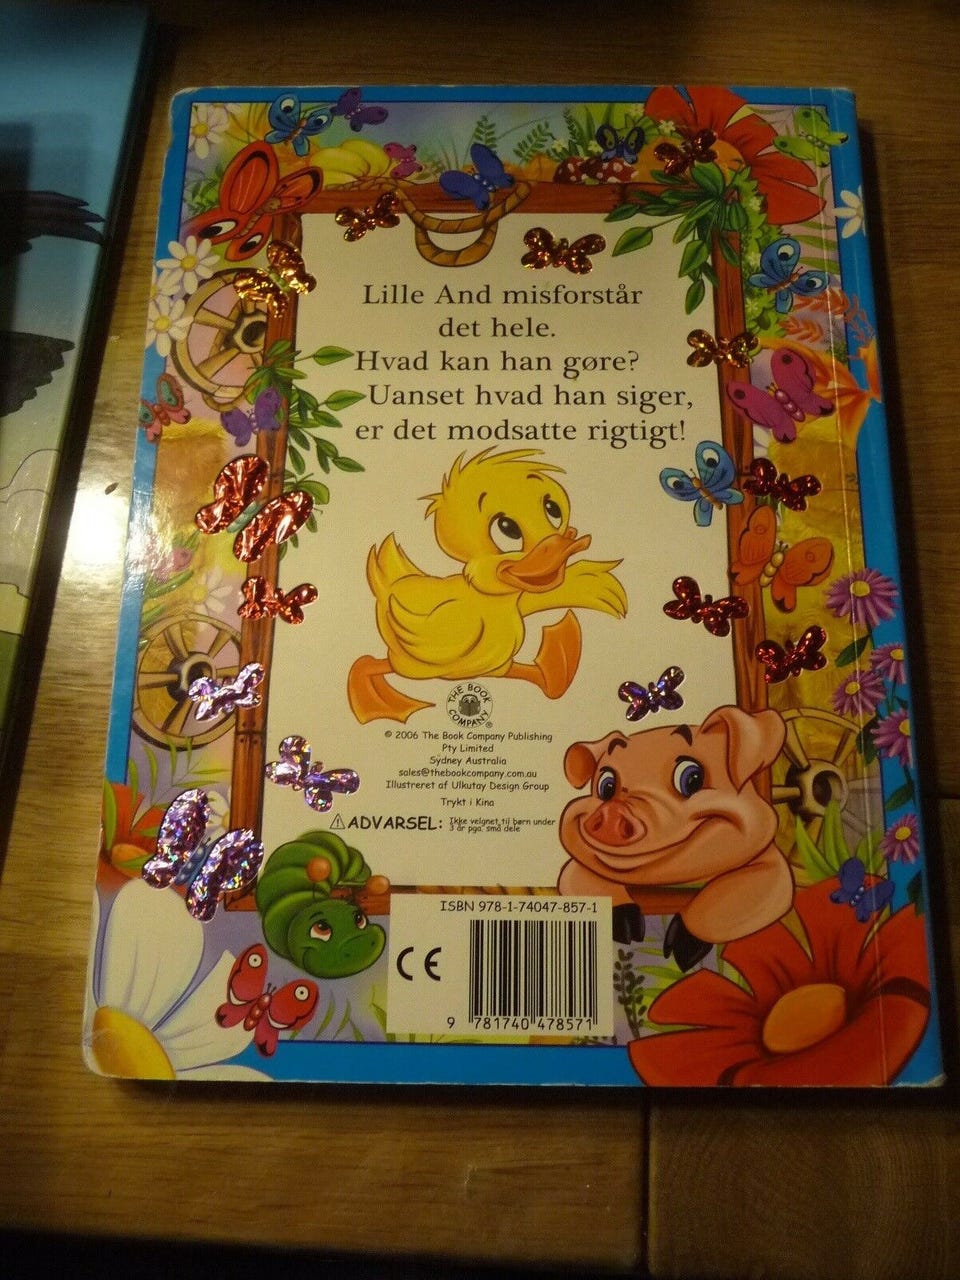 Lille And misforstår
det hele.
Hvad kan han gøre?
Uanset hvad han siger,
er det modsatte rigtigt!
THE BOOK
COMPANY
®
© 2006 The Book Company Publishing
Pty Limited
Sydney Australia
sales@thebookcompany.com.au
Illustreret af Ulkutay Design Group
Trykt i Kina
ADVARSEL: Ikke velegnet til børn under
3 år pga. små dele
ISBN 978-1-74047-857-1
CE
9 781740 478571